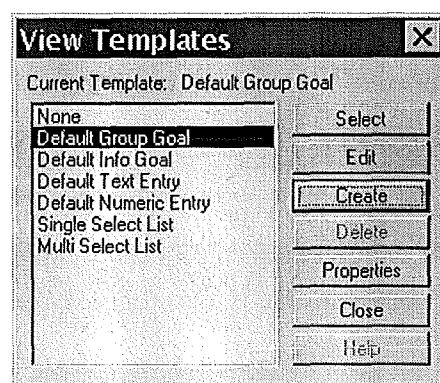 View Templates
Current Template: Default Group Goal
None
Default Group Goal
Default Info Goal
Default Text Entry
Default Numeric Entry
Single Select List
Multi Select List
Select
Edit
Create
Delete
Properties
Close
Help